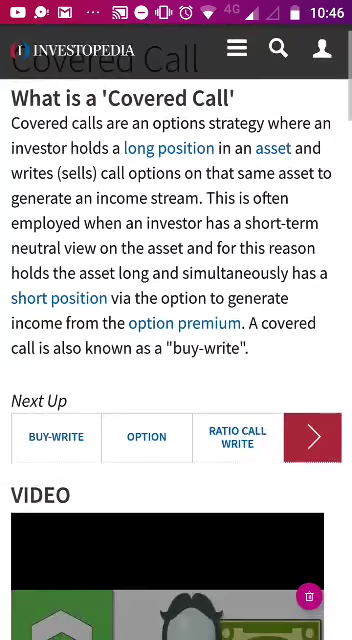 10:46
4G
INVESTOPEDIA
Covered Call
What is a 'Covered Call'
Covered calls are an options strategy where an
investor holds a long position in an asset and
writes (sells) call options on that same asset to
generate an income stream. This is often
employed when an investor has a short-term
neutral view on the asset and for this reason
holds the asset long and simultaneously has a
short position via the option to generate
income from the option premium. A covered
call is also known as a "buy-write".
Next Up
BUY-WRITE
OPTION
RATIO CALL
WRITE
VIDEO